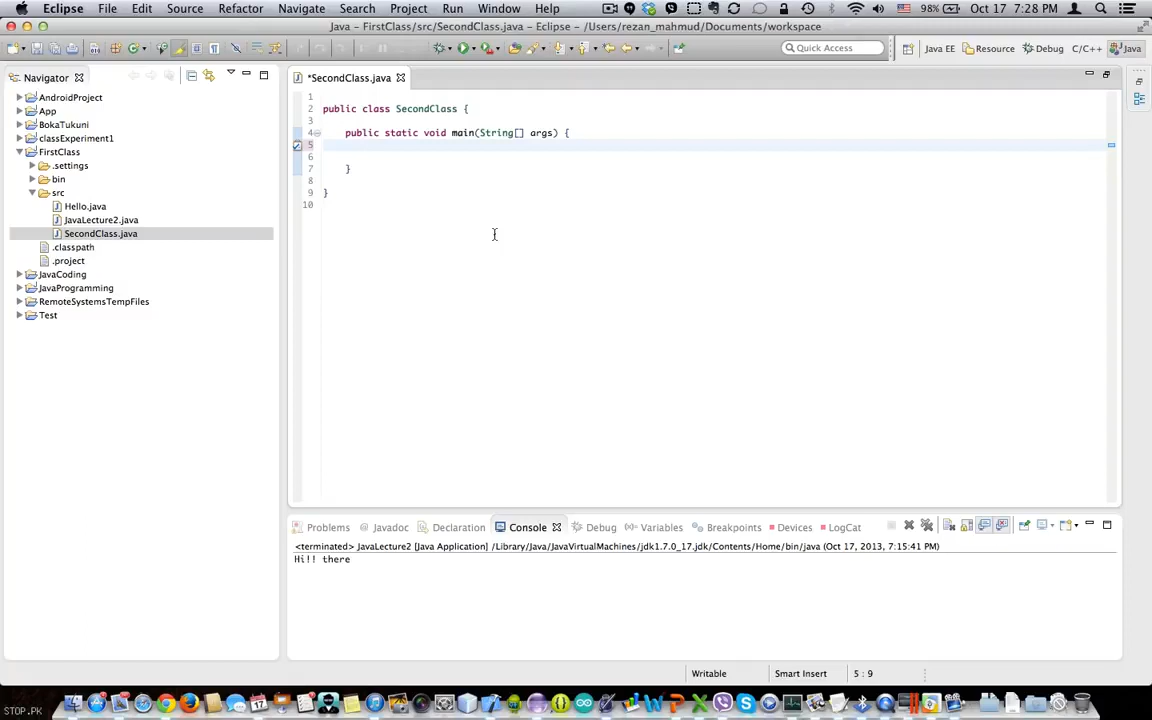 Eclipse File Edit Source Refactor Navigate Search Project Run Window Help 98% Oct 17 7:28 PM
Java – FirstClass/src/SecondClass.java – Eclipse – /Users/rezan_mahmud/Documents/workspace
Quick Access Java EE Resource Debug C/C++ Java
Navigator
*SecondClass.java
AndroidProject
App
BokaTukuni
classExperiment1
FirstClass
.settings
bin
src
Hello.java
JavaLecture2.java
SecondClass.java
.classpath
.project
JavaCoding
JavaProgramming
RemoteSystemsTempFiles
Test
1
2 public class SecondClass {
3
4 public static void main(String[] args) {
5
6
7 }
8
9 }
10
Problems @ Javadoc Declaration Console Debug Variables Breakpoints Devices LogCat
<terminated> JavaLecture2 [Java Application] /Library/Java/JavaVirtualMachines/jdk1.7.0_17.jdk/Contents/Home/bin/java (Oct 17, 2013, 7:15:41 PM)
Hi!! there
Writable Smart Insert 5 : 9
STOP.PK